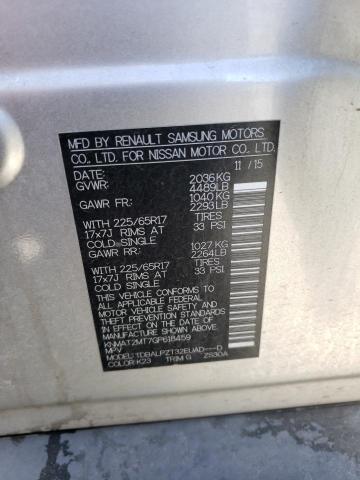 MFD BY RENAULT SAMSUNG MOTORS
CO., LTD. FOR NISSAN MOTOR CO., LTD.
DATE: 11/15
GVWR: 2036KG
4489LB
GAWR FR: 1040KG
2293LB
WITH 225/65R17 TIRES
17x7J RIMS AT 33 PSI
COLD SINGLE
GAWR RR: 1027KG
2264LB
WITH 225/65R17 TIRES
17x7J RIMS AT 33 PSI
COLD SINGLE
THIS VEHICLE CONFORMS TO ALL
APPLICABLE FEDERAL
MOTOR VEHICLE SAFETY AND
THEFT PREVENTION STANDARDS
IN EFFECT ON THE DATE OF
MANUFACTURE SHOWN ABOVE.
KNMAT2MT7GP618459
MPV
MODEL: TDBALPZT32EUAD---D
COLOR: K23 TRIM: G ZS30A